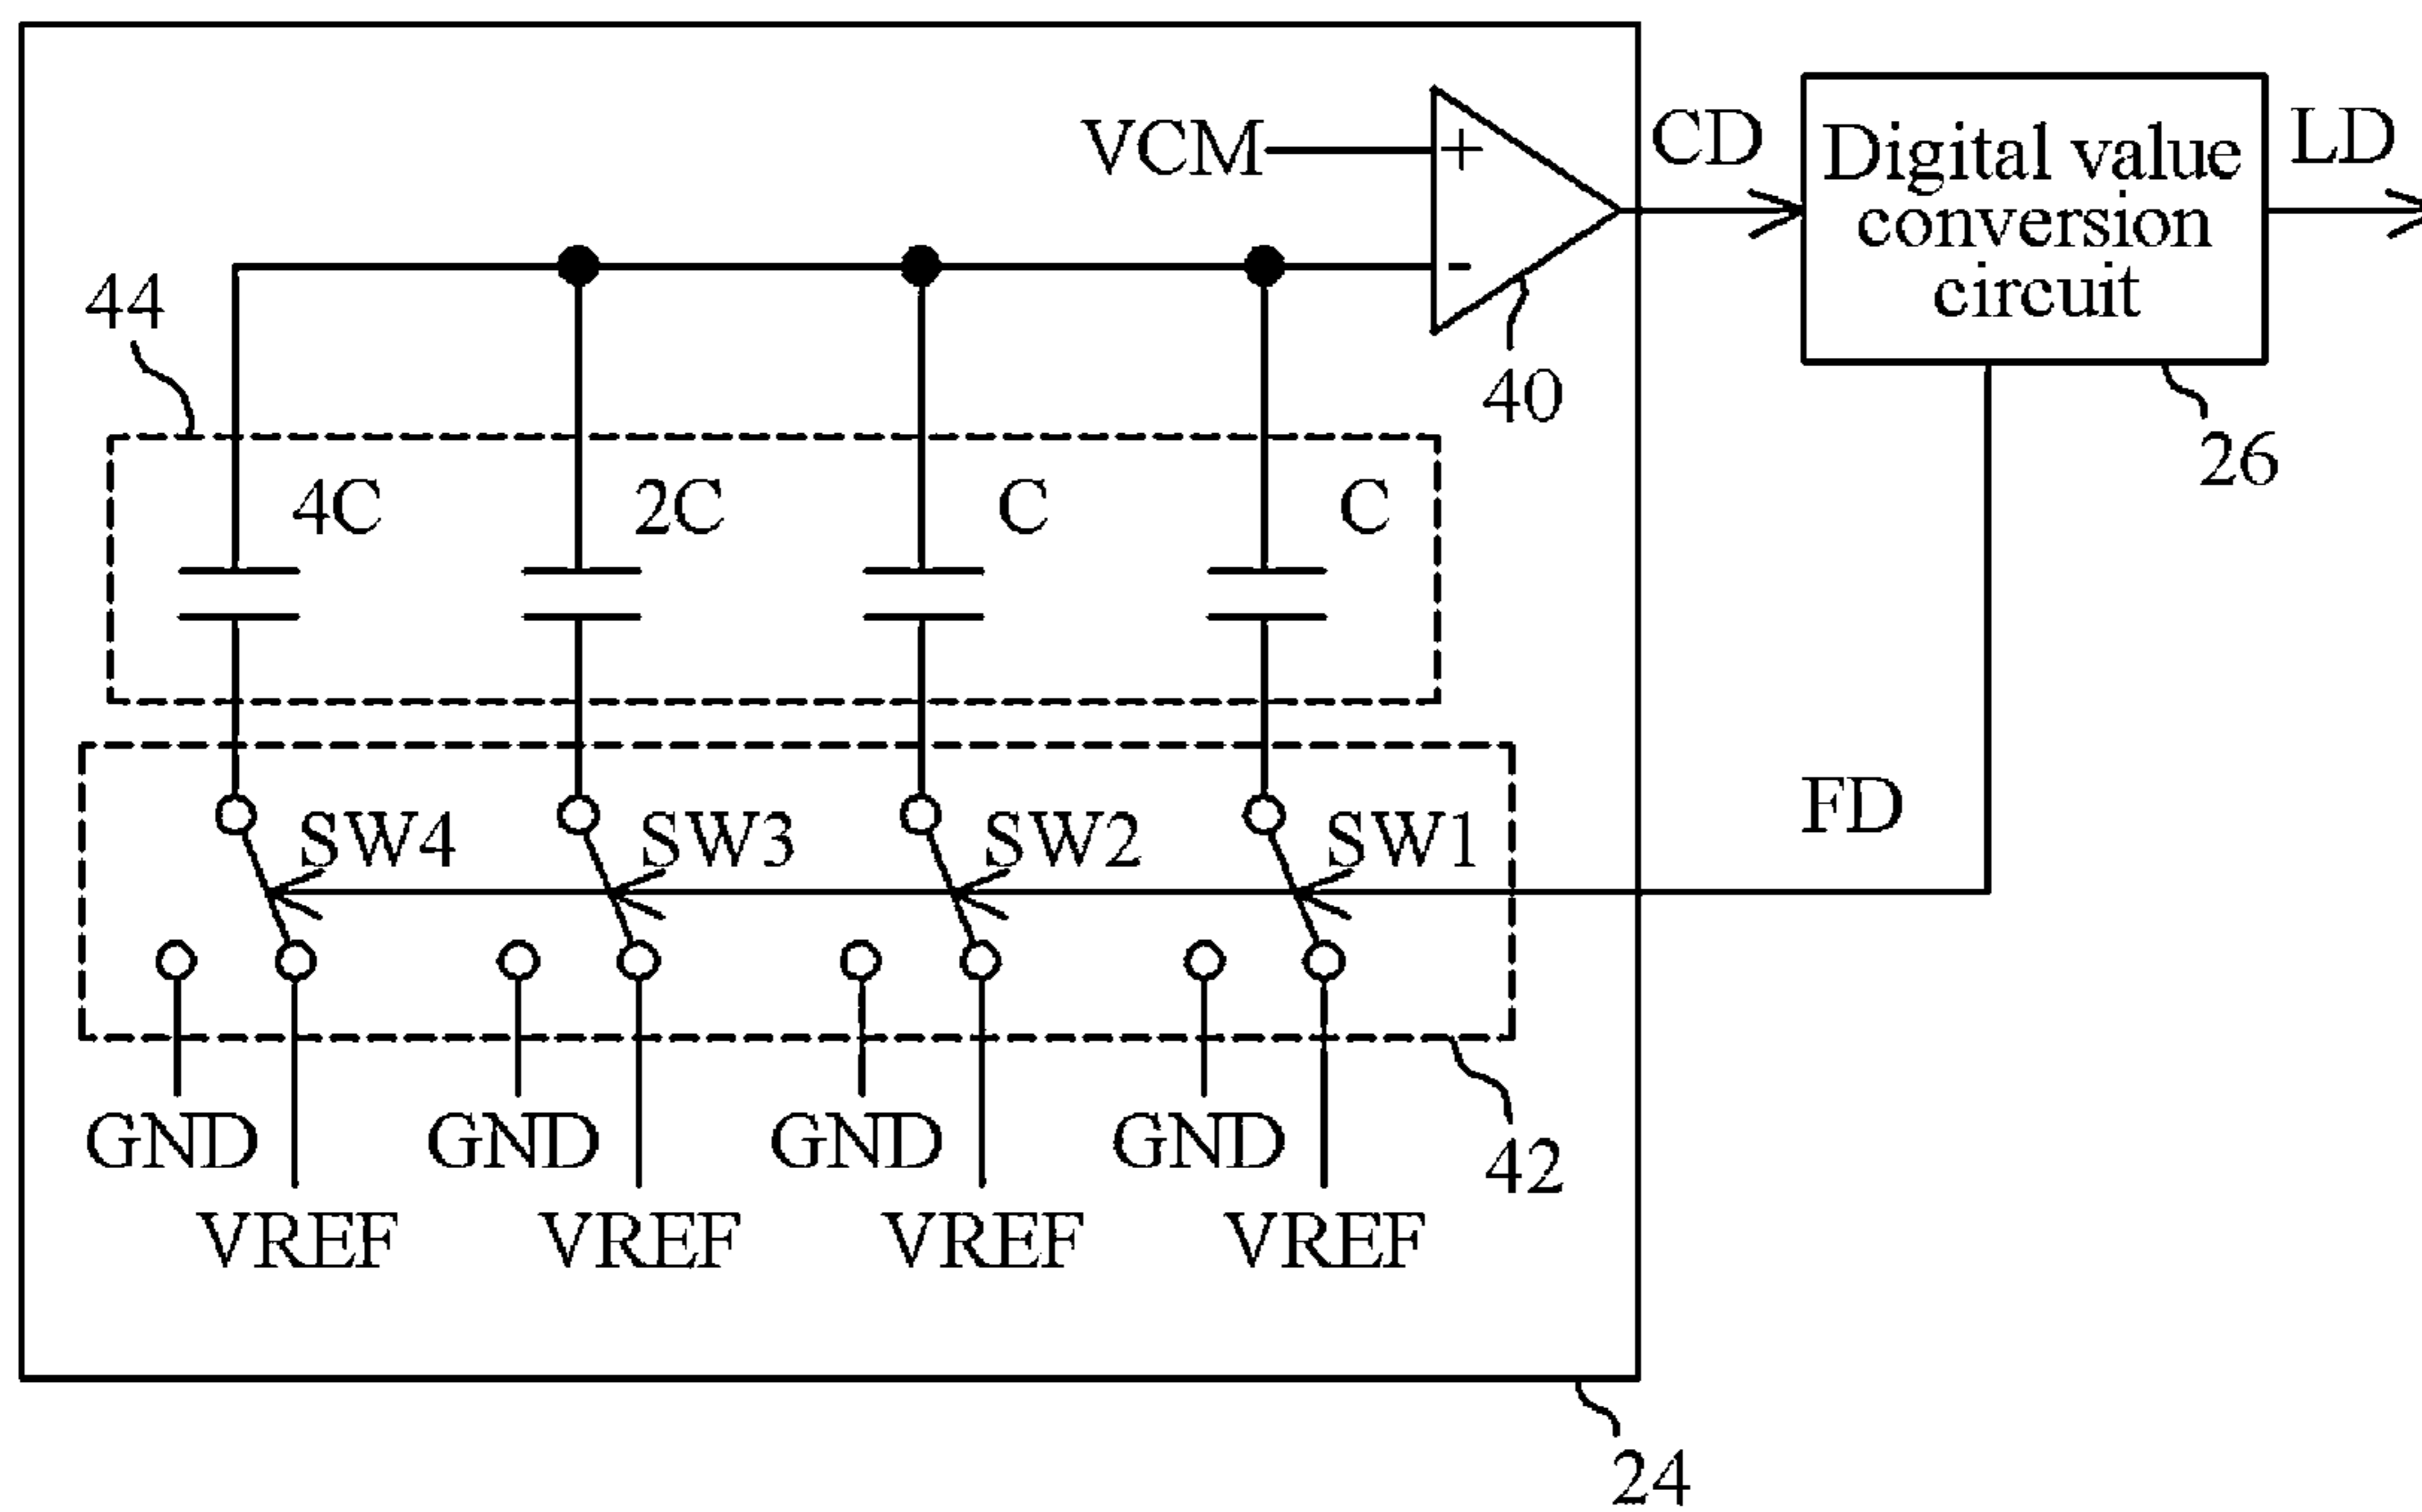 VCM
+
-
CD
Digital value
conversion
circuit
LD
44
40
26
4C
2C
C
C
SW4
SW3
SW2
SW1
FD
GND
GND
GND
GND
42
VREF
VREF
VREF
VREF
24